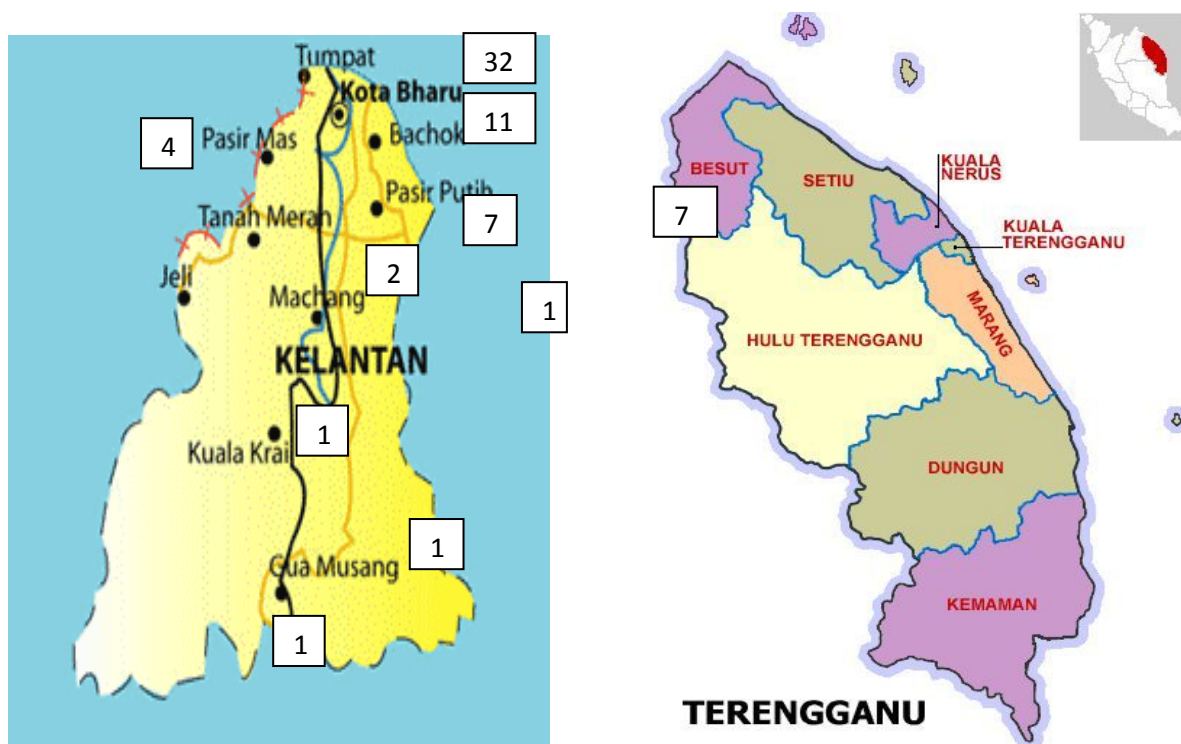 Tumpat
32
Kota Bharu
11
Bachok
4
Pasir Mas
Pasir Putih
7
Tanah Merah
2
Jeli
Machang
1
KELANTAN
1
Kuala Krai
1
Gua Musang
1
BESUT
SETIU
KUALA
NERUS
7
KUALA
TERENGGANU
MARANG
HULU TERENGGANU
DUNGUN
KEMAMAN
TERENGGANU